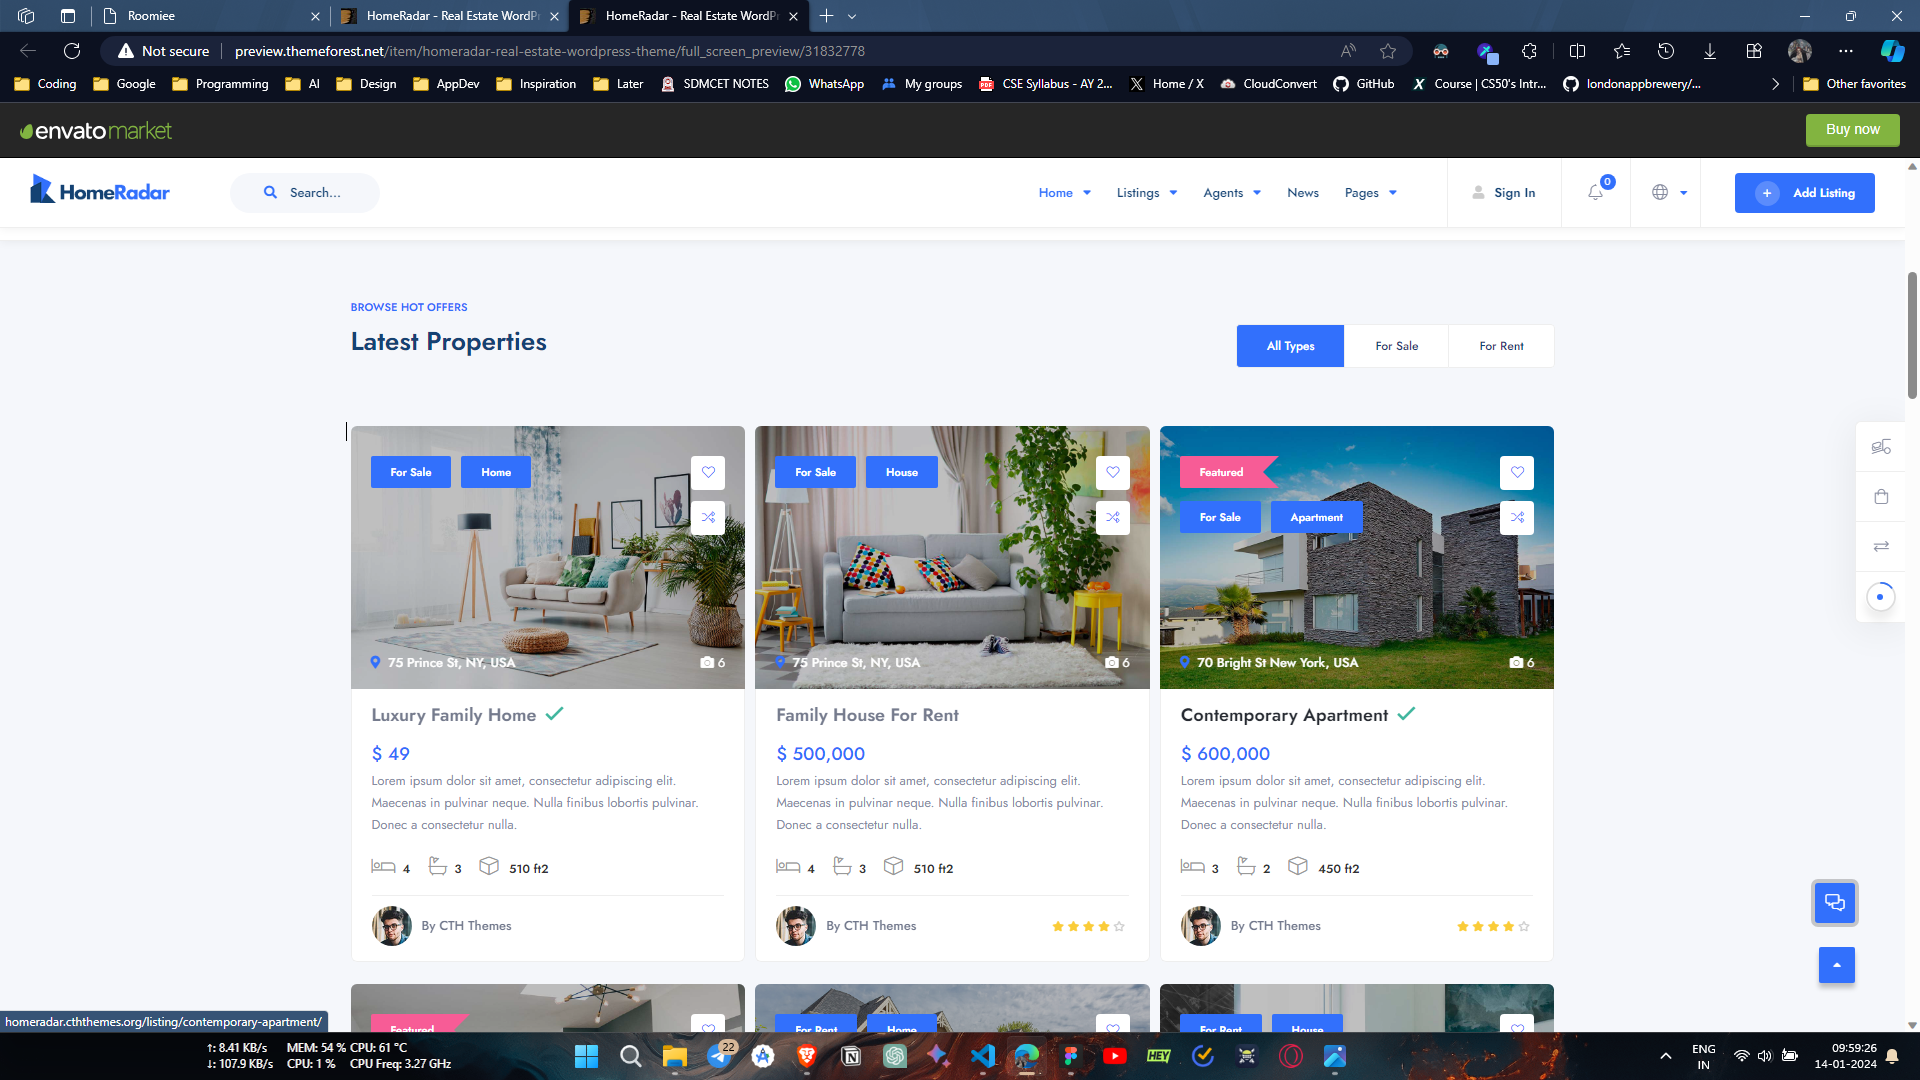 Roomiee
HomeRadar - Real Estate WordPr
HomeRadar - Real Estate WordPr
Not secure
preview.themeforest.net/item/homeradar-real-estate-wordpress-theme/full_screen_preview/31832778
Coding
Google
Programming
AI
Design
AppDev
Inspiration
Later
SDMCET NOTES
WhatsApp
My groups
CSE Syllabus - AY 2...
Home / X
CloudConvert
GitHub
Course | CS50's Intr...
londonappbrewery/...
Other favorites
envato market
Buy now
HomeRadar
Search...
Home
Listings
Agents
News
Pages
Sign In
0
+ Add Listing
BROWSE HOT OFFERS
Latest Properties
All Types
For Sale
For Rent
For Sale
Home
75 Prince St, NY, USA
6
Luxury Family Home
$ 49
Lorem ipsum dolor sit amet, consectetur adipiscing elit.
Maecenas in pulvinar neque. Nulla finibus lobortis pulvinar.
Donec a consectetur nulla.
4
3
510 ft2
By CTH Themes
For Sale
House
75 Prince St, NY, USA
6
Family House For Rent
$ 500,000
Lorem ipsum dolor sit amet, consectetur adipiscing elit.
Maecenas in pulvinar neque. Nulla finibus lobortis pulvinar.
Donec a consectetur nulla.
4
3
510 ft2
By CTH Themes
Featured
For Sale
Apartment
70 Bright St New York, USA
6
Contemporary Apartment
$ 600,000
Lorem ipsum dolor sit amet, consectetur adipiscing elit.
Maecenas in pulvinar neque. Nulla finibus lobortis pulvinar.
Donec a consectetur nulla.
3
2
450 ft2
By CTH Themes
Featured
For Rent
Home
For Rent
House
homeradar.cththemes.org/listing/contemporary-apartment/
↑: 8.41 KB/s
↓: 107.9 KB/s
MEM: 54 % CPU: 61 °C
CPU: 1 % CPU Freq: 3.27 GHz
22
HEY
ENG
IN
09:59:26
14-01-2024